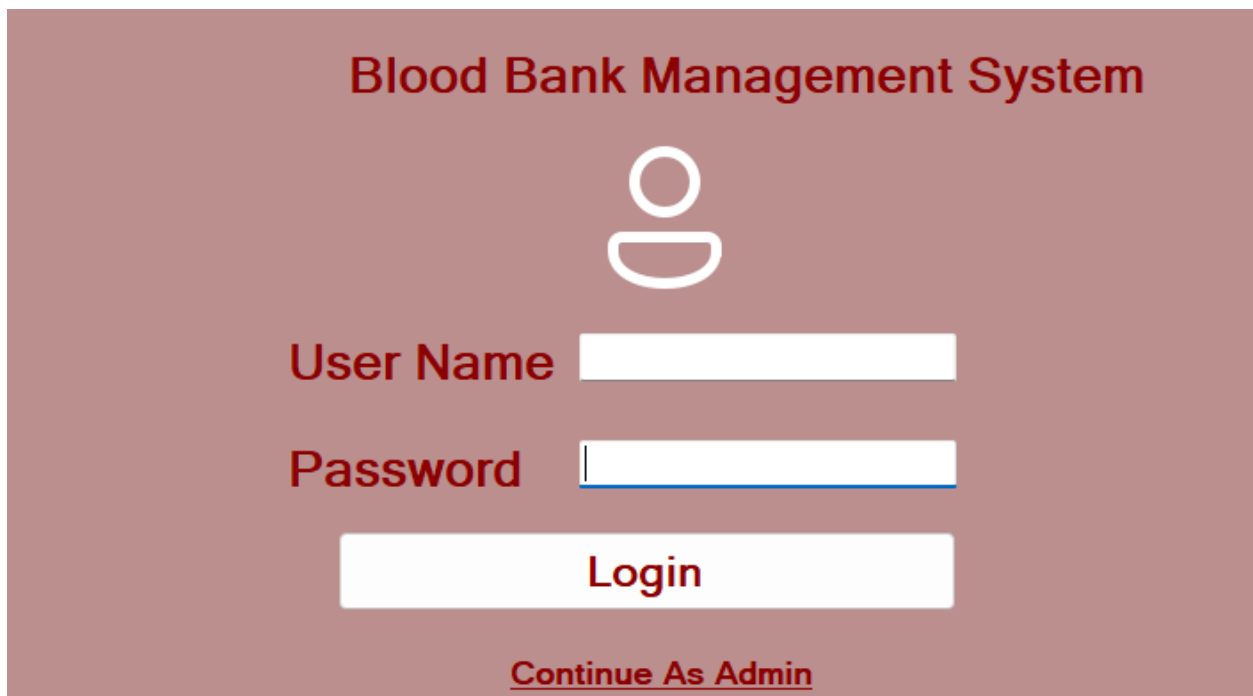 Blood Bank Management System
User Name
Password
Login
Continue As Admin